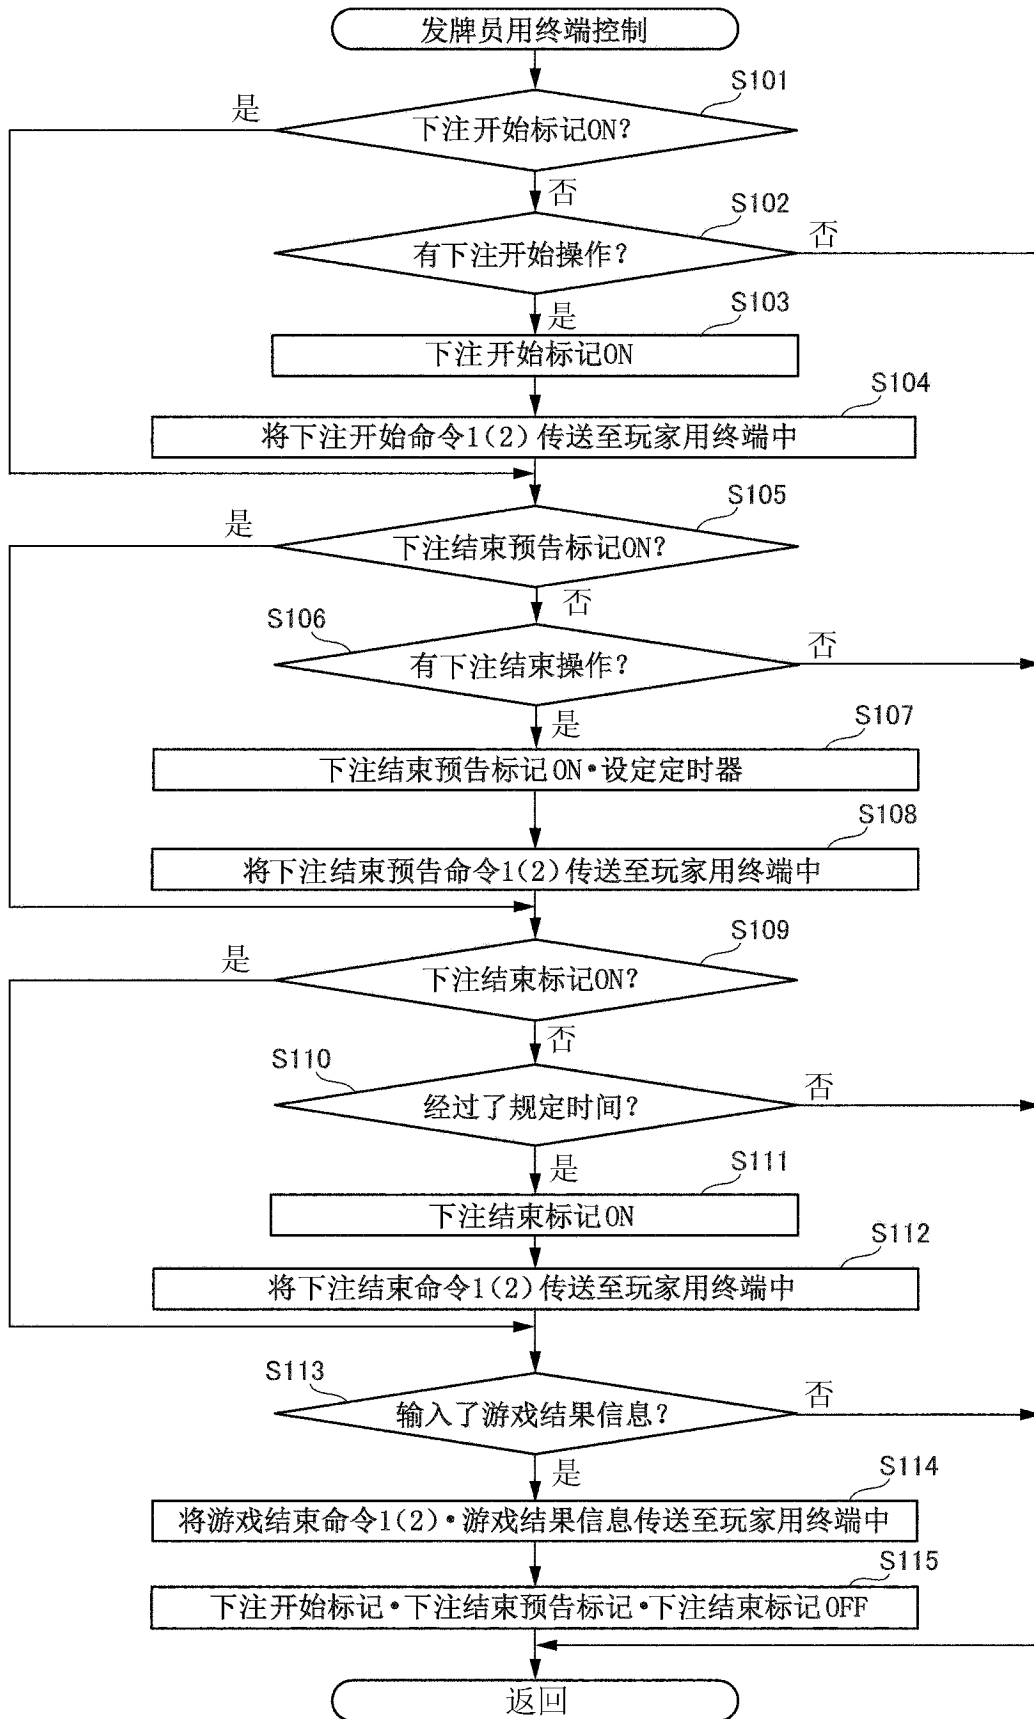 发牌员用终端控制
S101
是
下注开始标记ON？
否
S102
否
有下注开始操作？
是
S103
下注开始标记ON
S104
将下注开始命令1(2)传送至玩家用终端中
S105
是
下注结束预告标记ON？
否
S106
否
有下注结束操作？
是
S107
下注结束预告标记ON·设定定时器
S108
将下注结束预告命令1(2)传送至玩家用终端中
S109
是
下注结束标记ON？
否
S110
否
经过了规定时间？
是
S111
下注结束标记ON
S112
将下注结束命令1(2)传送至玩家用终端中
S113
否
输入了游戏结果信息？
是
S114
将游戏结束命令1(2)·游戏结果信息传送至玩家用终端中
S115
下注开始标记·下注结束预告标记·下注结束标记OFF
返回